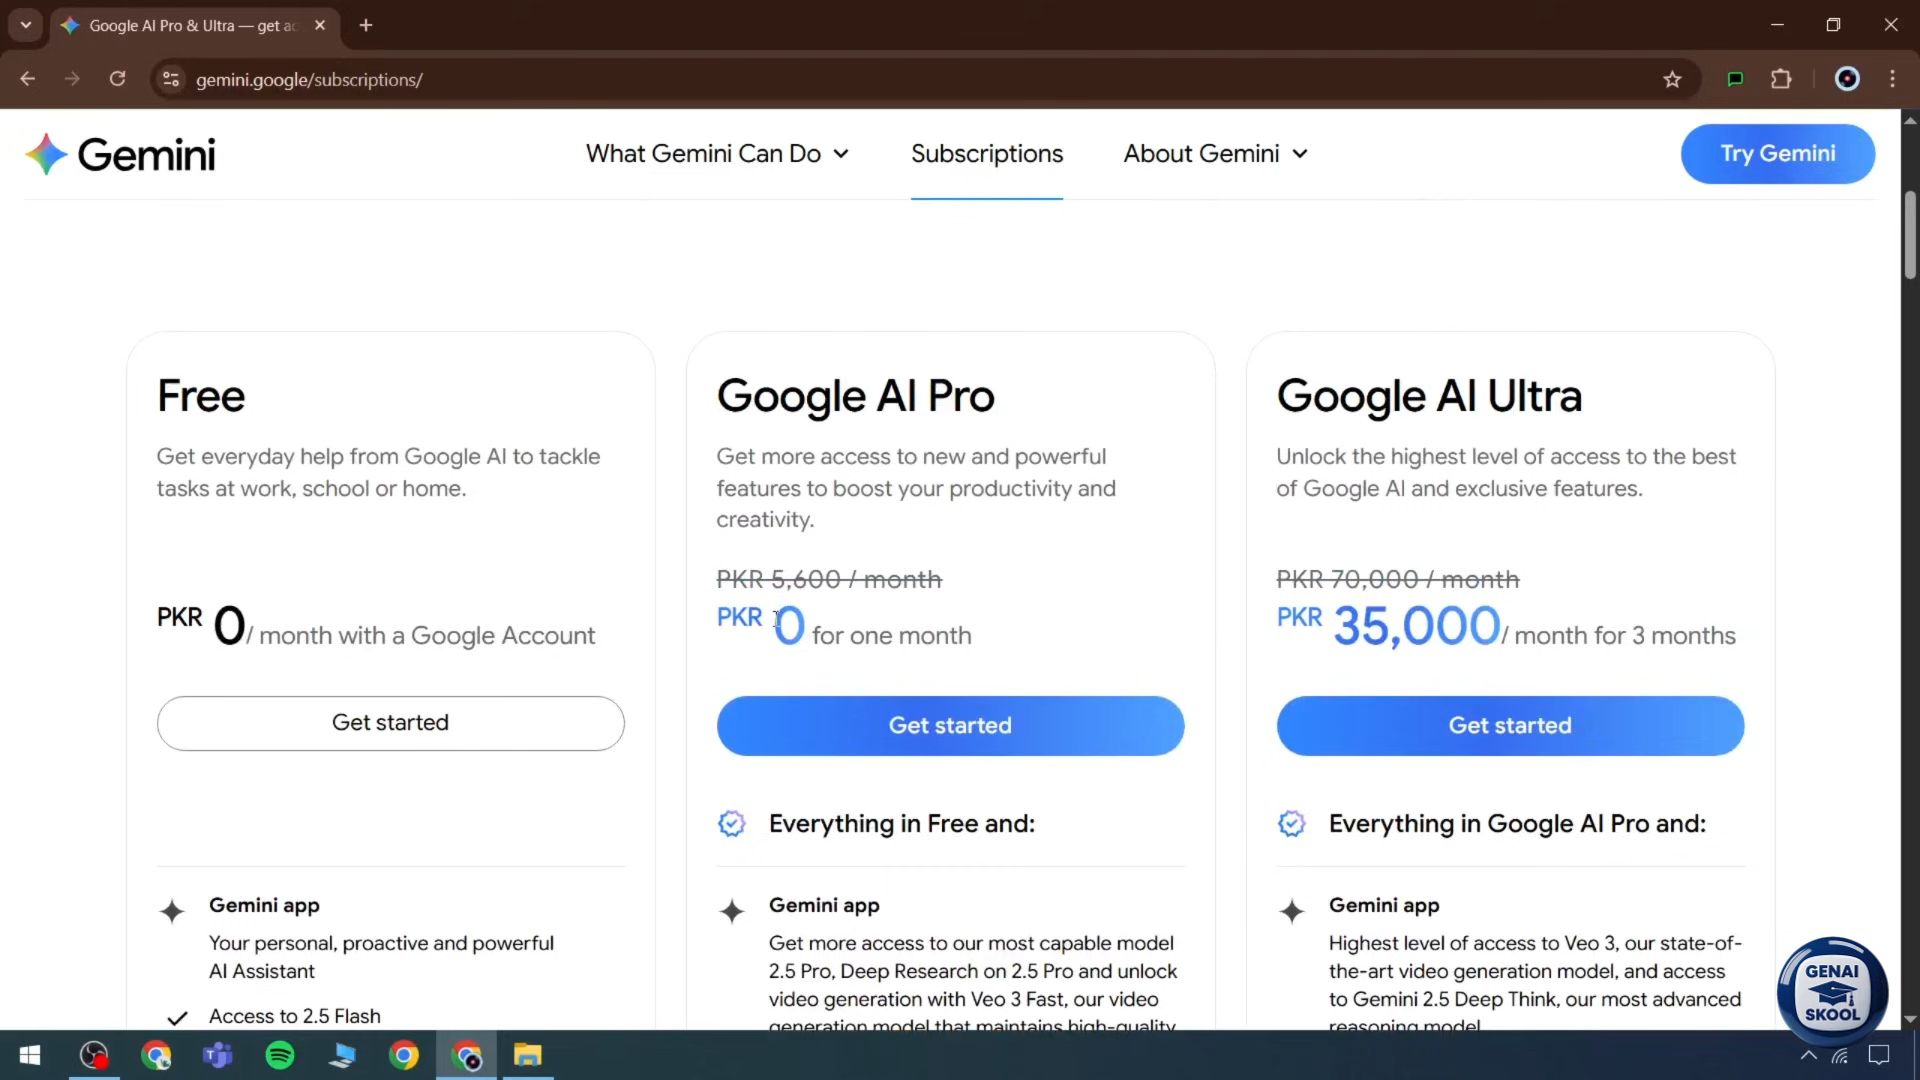 Google AI Pro & Ultra — get a
gemini.google/subscriptions/
Gemini
What Gemini Can Do
Subscriptions
About Gemini
Try Gemini
Free
Get everyday help from Google AI to tackle
tasks at work, school or home.
PKR 0 / month with a Google Account
Get started
Gemini app
Your personal, proactive and powerful
AI Assistant
Access to 2.5 Flash
Google AI Pro
Get more access to new and powerful
features to boost your productivity and
creativity.
PKR 5,600 / month
PKR 0 for one month
Get started
Everything in Free and:
Gemini app
Get more access to our most capable model
2.5 Pro, Deep Research on 2.5 Pro and unlock
video generation with Veo 3 Fast, our video
generation model that maintains high-quality
Google AI Ultra
Unlock the highest level of access to the best
of Google AI and exclusive features.
PKR 70,000 / month
PKR 35,000 / month for 3 months
Get started
Everything in Google AI Pro and:
Gemini app
Highest level of access to Veo 3, our state-of-
the-art video generation model, and access
to Gemini 2.5 Deep Think, our most advanced
reasoning model
GENAI
SKOOL